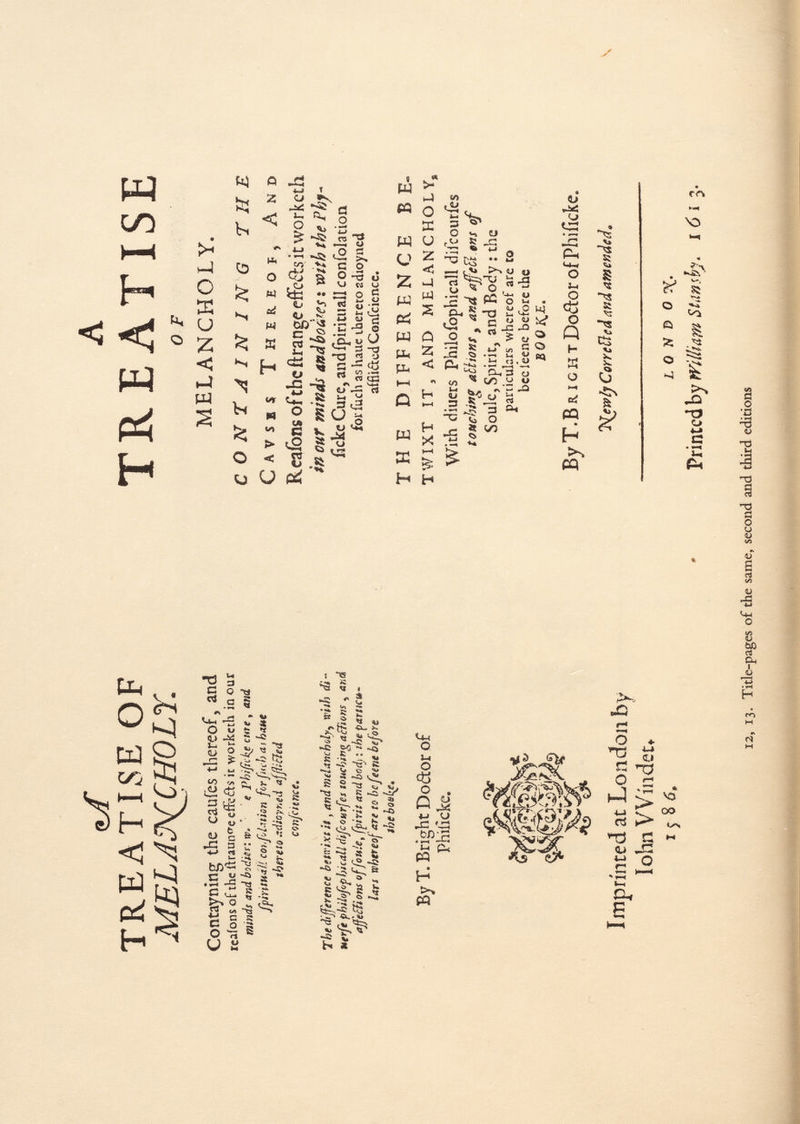 A
TREATISE OF
MELANCHOLY.
Contayning the cauſes thereof, and
reaſons of the ſtraunge effects it worketh in our
minds and bodies: w e Phiſicke cure, and
ſpirituall conſolation for ſuch as haue
thereto adioyned afflicted
conſcience.
The difference betwixt it, and melancholy, with di-
uerſe philoſophicall diſcourſes touching actions, and
affections of ſoule, ſpirit and body: the particu-
lars whereof are to be ſeene before
the booke.
By T. Bright Doctor of
Phiſicke.
Imprinted at London by
Iohn VVindet.
1586.
A
TREATISE
OF
MELANCHOLY.
CONTAINING THE
CAVSES THEREOF, AND
Reaſons of the ſtrange effects it worketh
in our minds and bodies: with the Phy-
ſicke Cure, and ſpirituall conſolation
for ſuch as haue thereto adioyned
afflicted Conſcience.
THE DIFFERENCE BE-
TWIXT IT, AND MELANCHOLY,
With diuers Philoſophicall diſcourſes
touching actions, and affections of
Soule, Spirit, and Body: the
particulars whereof are to
bee ſeene before the
BOOKE.
By T. BRIGHT Doctor of Phiſicke.
Newly Corrected and amended.
LONDON.
Printed by William Stansby. 1613.
12, 13. Title-pages of the same, second and third editions